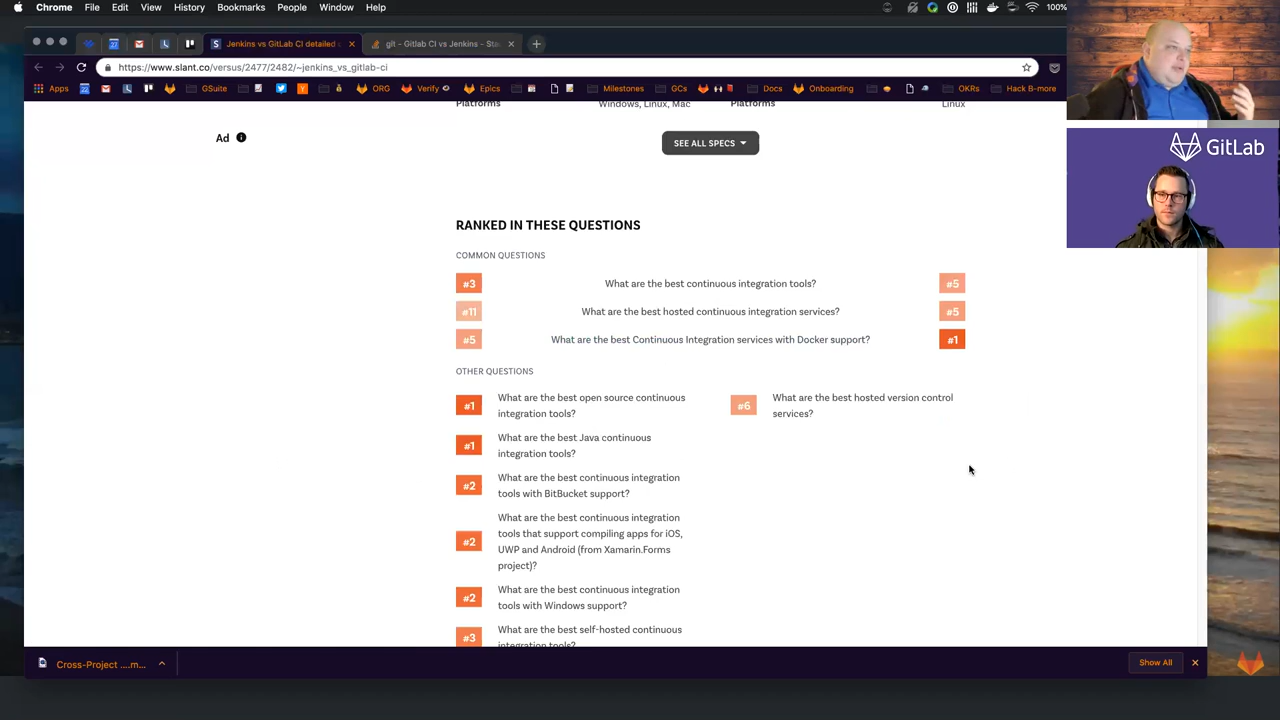 Chrome File Edit View History Bookmarks People Window Help 100%
Jenkins vs GitLab CI detailed
git - Gitlab CI vs Jenkins - Sta
https://www.slant.co/versus/2477/2482/~jenkins_vs_gitlab-ci
Apps GSuite ORG Verify Epics Milestones GCs Docs Onboarding OKRs Hack B-more
GitLab
Platforms Windows, Linux, Mac Platforms Linux
Ad
SEE ALL SPECS
RANKED IN THESE QUESTIONS
COMMON QUESTIONS
#3 What are the best continuous integration tools? #5
#11 What are the best hosted continuous integration services? #5
#5 What are the best Continuous Integration services with Docker support? #1
OTHER QUESTIONS
#1 What are the best open source continuous
integration tools?
#6 What are the best hosted version control
services?
#1 What are the best Java continuous
integration tools?
#2 What are the best continuous integration
tools with BitBucket support?
#2 What are the best continuous integration
tools that support compiling apps for iOS,
UWP and Android (from Xamarin.Forms
project)?
#2 What are the best continuous integration
tools with Windows support?
#3 What are the best self-hosted continuous
integration tools?
Cross-Project ....m...
Show All